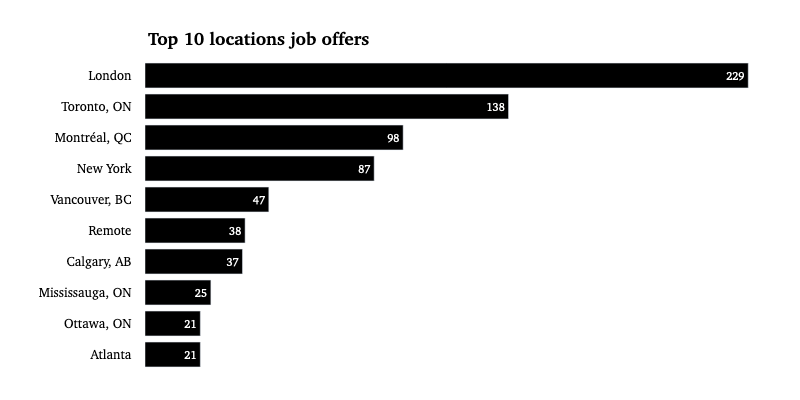 Top 10 locations job offers
London 229
Toronto, ON 138
Montréal, QC 98
New York 87
Vancouver, BC 47
Remote 38
Calgary, AB 37
Mississauga, ON 25
Ottawa, ON 21
Atlanta 21